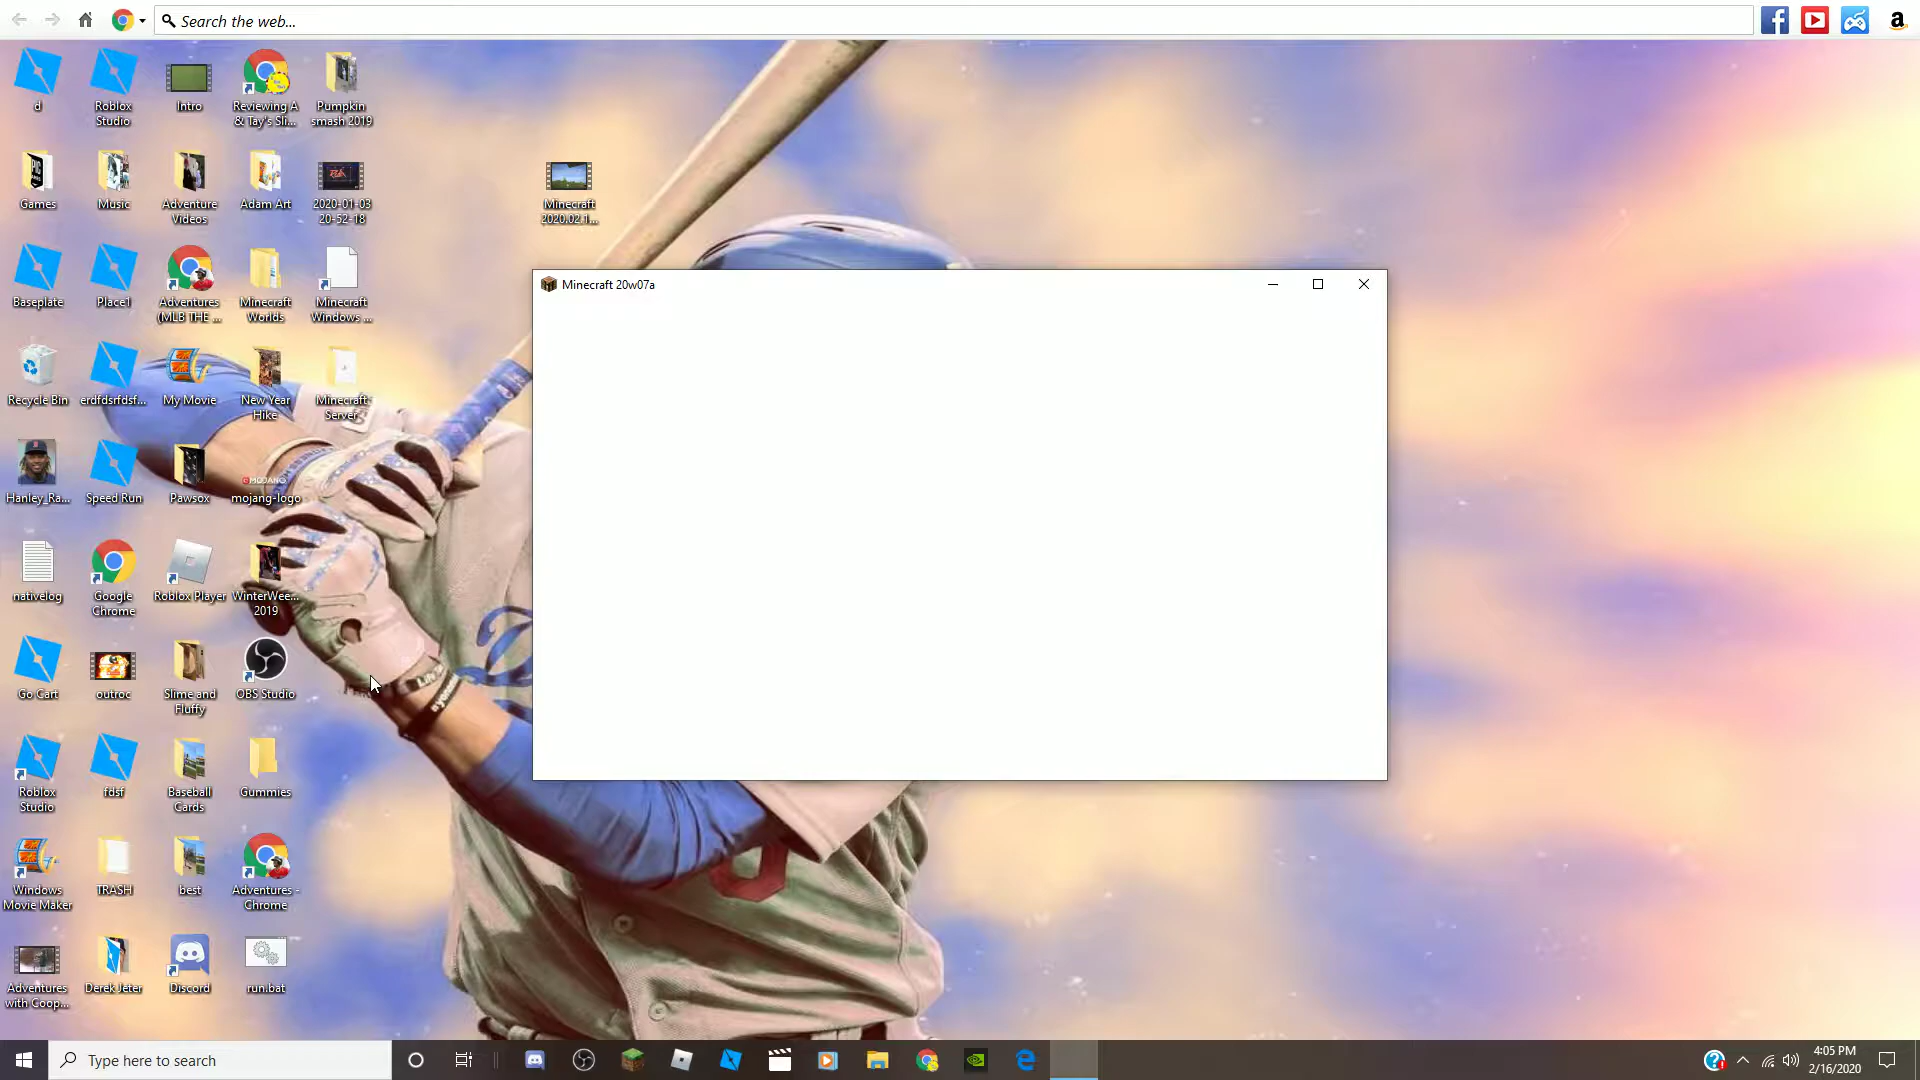 Search the web...
d
Roblox
Studio
Intro
Reviewing A
& Tay's Sli...
Pumpkin
smash 2019
Games
Music
Adventure
Videos
Adam Art
2020-01-03
20-52-18
Minecraft
2020.02.1...
Baseplate
Place1
Adventures
(MLB THE ...
Minecraft
Worlds
Minecraft
Windows ...
Minecraft 20w07a
Recycle Bin
erdfdsrfdsf...
My Movie
New Year
Hike
Minecraft
Server
Hanley_Ra...
Speed Run
Pawsox
MOJANG
mojang-logo
nativelog
Google
Chrome
Roblox Player
WinterWee...
2019
Go Cart
outroc
Slime and
Fluffy
OBS Studio
Roblox
Studio
fdsf
Baseball
Cards
Gummies
Windows
Movie Maker
TRASH
best
Adventures -
Chrome
Adventures
with Coop...
Derek Jeter
Discord
run.bat
Type here to search
4:05 PM
2/16/2020